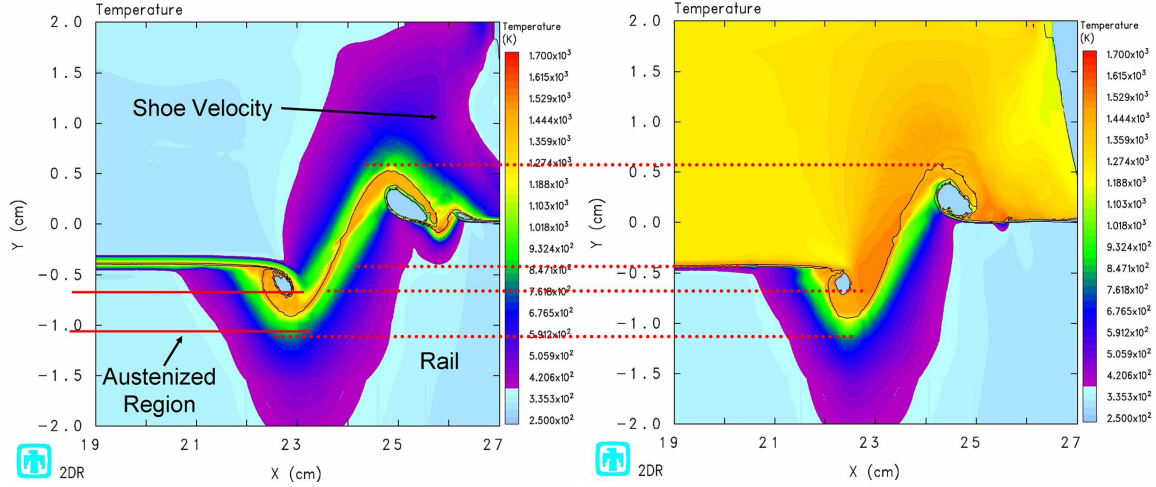 Temperature
2.0
1.5
1.0
0.5
0.0
-0.5
-1.0
-1.5
-2.0
Y (cm)
19 21 23 25 27
X (cm)
2DR
Shoe Velocity
Rail
Austenized
Region
Temperature
(K)
1.700x10³
1.615x10³
1.529x10³
1.444x10³
1.359x10³
1.274x10³
1.188x10³
1.103x10³
1.018x10³
9.324x10²
8.471x10²
7.618x10²
6.765x10²
5.912x10²
5.059x10²
4.206x10²
3.353x10²
2.500x10²
Temperature
2.0
1.5
1.0
0.5
0.0
-0.5
-1.0
-1.5
-2.0
Y (cm)
19 21 23 25 27
X (cm)
2DR
Temperature
(K)
1.700x10³
1.615x10³
1.529x10³
1.444x10³
1.359x10³
1.274x10³
1.188x10³
1.103x10³
1.018x10³
9.324x10²
8.471x10²
7.618x10²
6.765x10²
5.912x10²
5.059x10²
4.206x10²
3.353x10²
2.500x10²